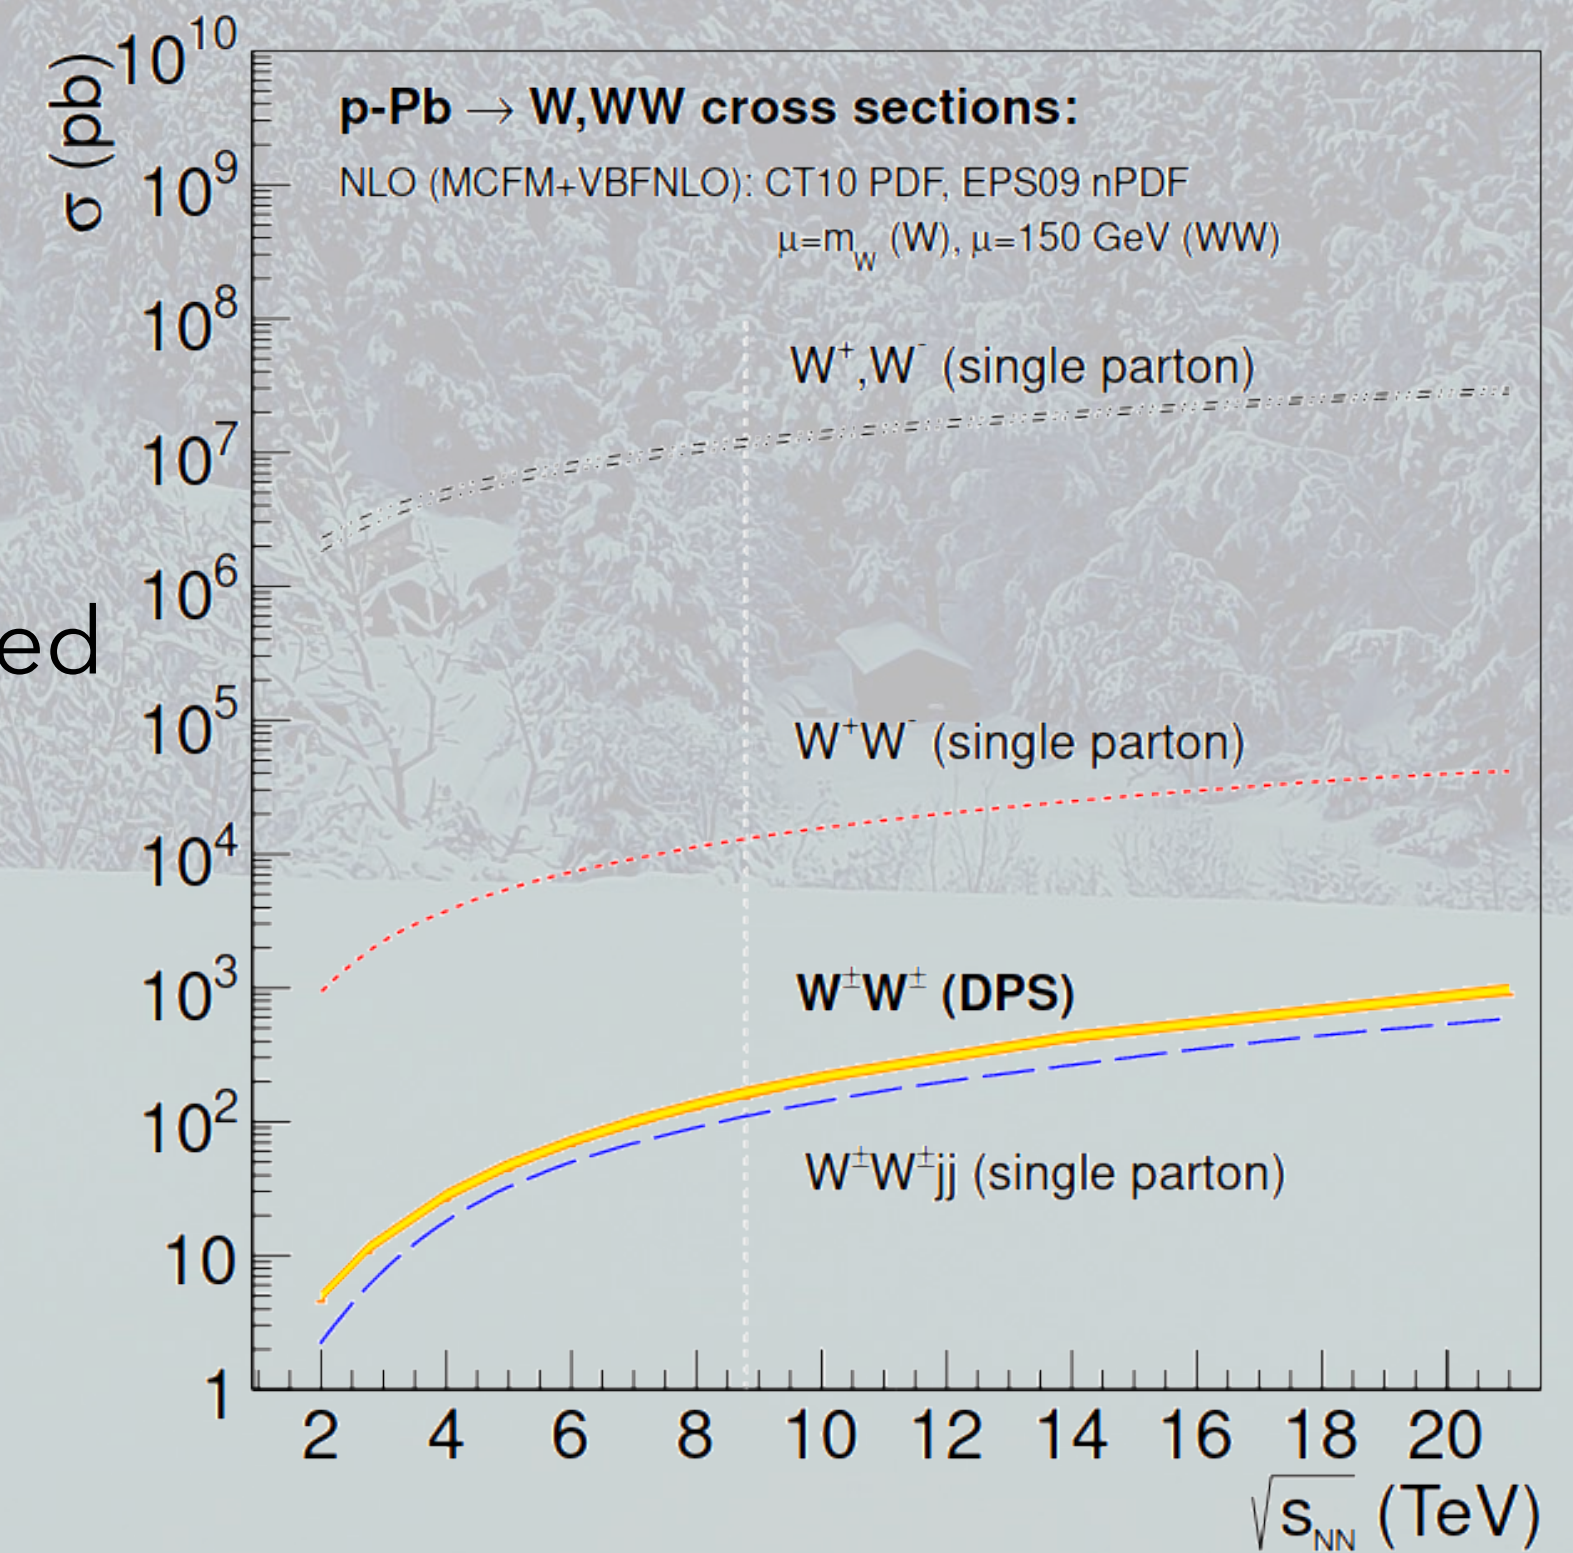 σ (pb)
10^10
10^9
10^8
10^7
10^6
10^5
10^4
10^3
10^2
10
1
p-Pb → W,WW cross sections:
NLO (MCFM+VBFNLO): CT10 PDF, EPS09 nPDF
μ=m_W (W), μ=150 GeV (WW)
W⁺,W⁻ (single parton)
ed
W⁺W⁻ (single parton)
W±W± (DPS)
W±W±jj (single parton)
2 4 6 8 10 12 14 16 18 20
√s_NN (TeV)